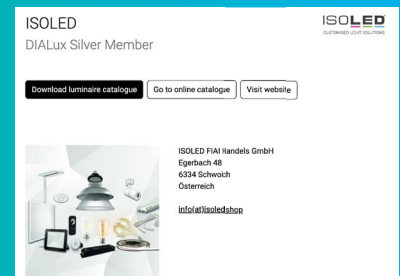 ISOLED
DIALux Silver Member
ISOLED
CUSTOMISED LIGHT SOLUTIONS
Download luminaire catalogue
Go to online catalogue
Visit website
ISOLED FIAI Handels GmbH
Egerbach 48
6334 Schwoich
Österreich
info(at)isoledshop